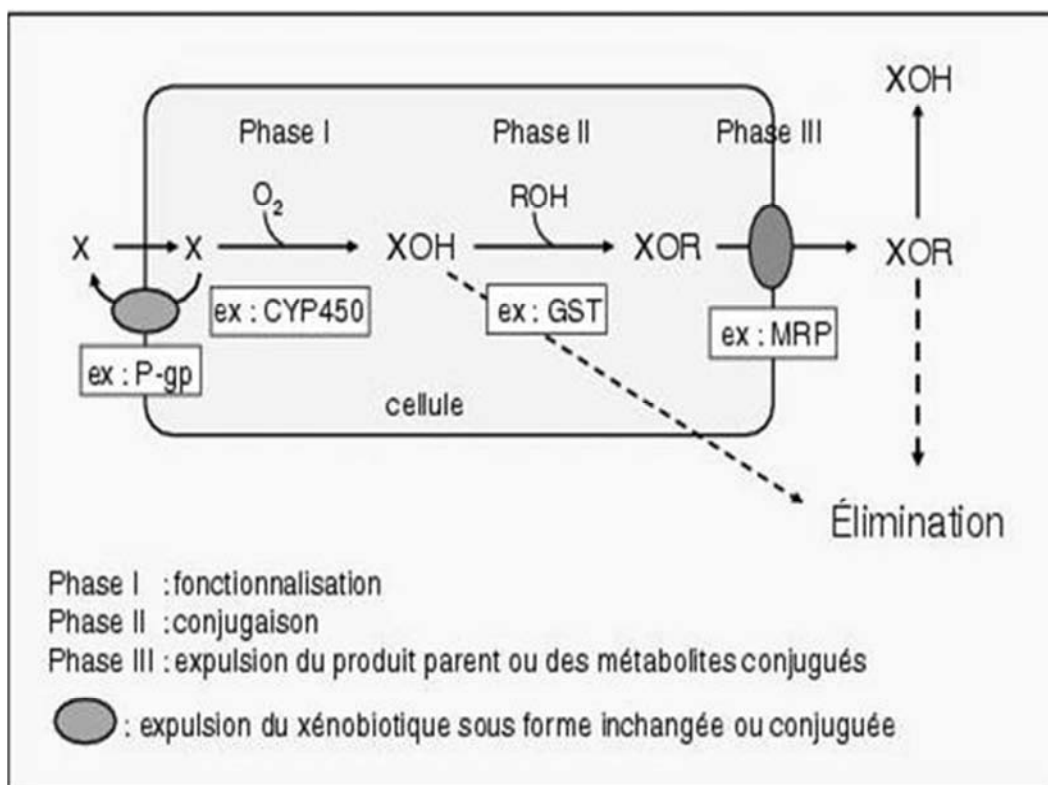 XOH
Phase I
Phase II
Phase III
O₂
ROH
X
X
XOH
XOR
XOR
ex : CYP450
ex : GST
ex : MRP
ex : P-gp
cellule
Élimination
Phase I : fonctionnalisation
Phase II : conjugaison
Phase III : expulsion du produit parent ou des métabolites conjugués
: expulsion du xénobiotique sous forme inchangée ou conjuguée